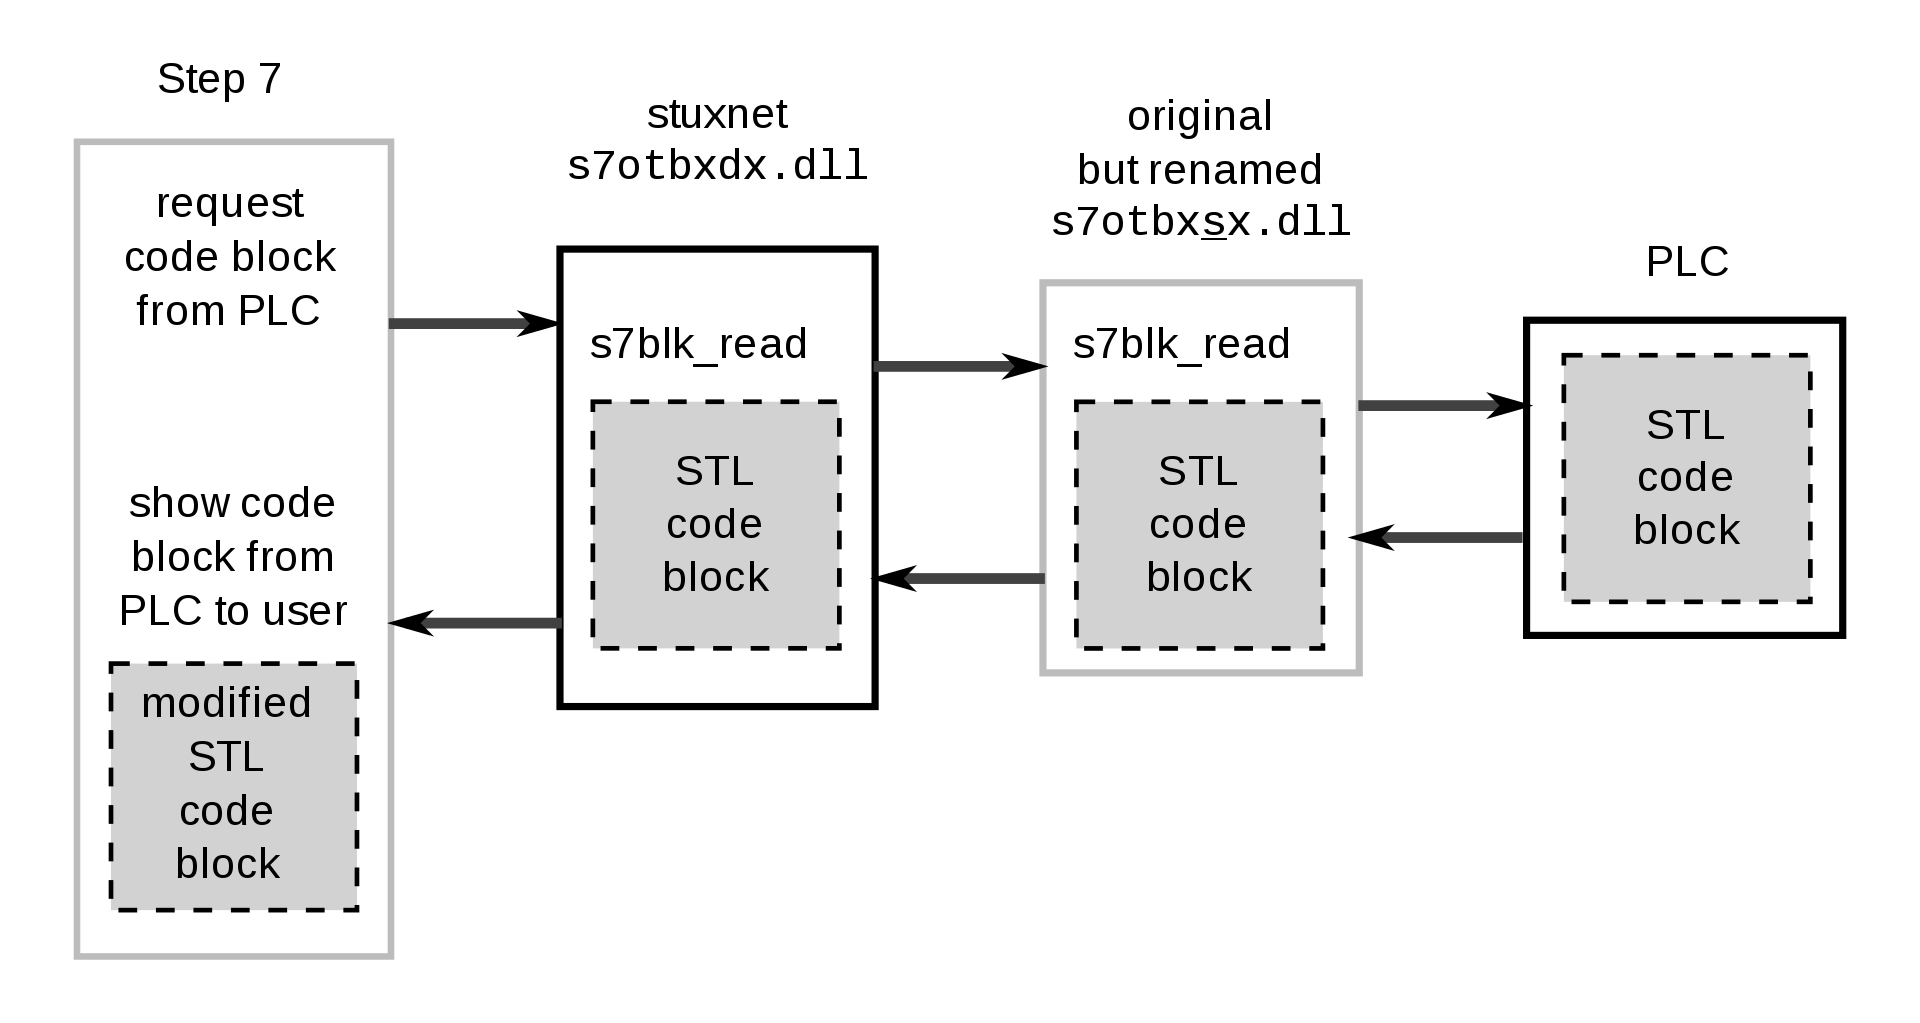 Step 7
request
code block
from PLC
show code
block from
PLC to user
modified
STL
code
block
stuxnet
s7otbxdx.dll
s7blk_read
STL
code
block
original
but renamed
s7otbxsx.dll
s7blk_read
STL
code
block
PLC
STL
code
block